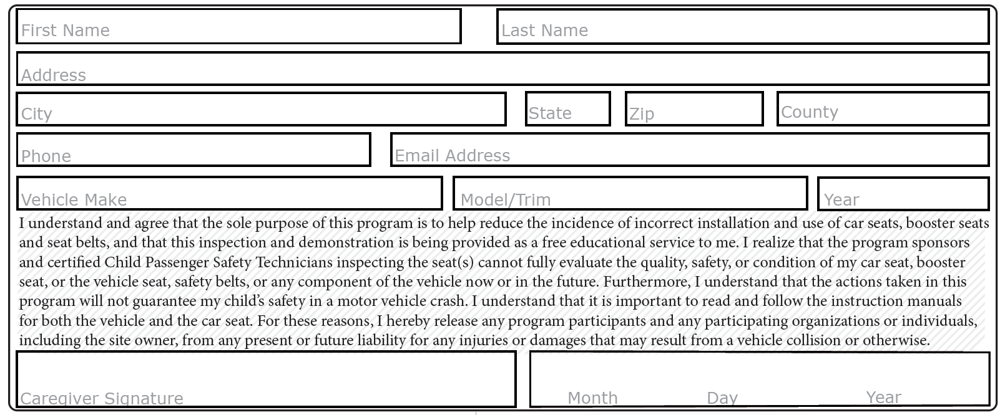 First Name Last Name
Address
City State Zip County
Phone Email Address
Vehicle Make Model/Trim Year
I understand and agree that the sole purpose of this program is to help reduce the incidence of incorrect installation and use of car seats, booster seats
and seat belts, and that this inspection and demonstration is being provided as a free educational service to me. I realize that the program sponsors
and certified Child Passenger Safety Technicians inspecting the seat(s) cannot fully evaluate the quality, safety, or condition of my car seat, booster
seat, or the vehicle seat, safety belts, or any component of the vehicle now or in the future. Furthermore, I understand that the actions taken in this
program will not guarantee my child’s safety in a motor vehicle crash. I understand that it is important to read and follow the instruction manuals
for both the vehicle and the car seat. For these reasons, I hereby release any program participants and any participating organizations or individuals,
including the site owner, from any present or future liability for any injuries or damages that may result from a vehicle collision or otherwise.
Caregiver Signature Month Day Year